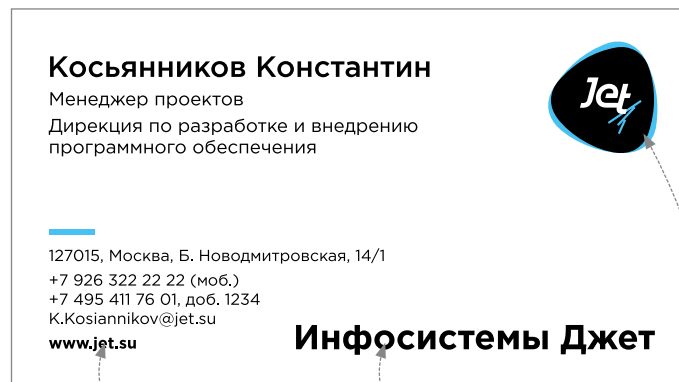 Косьянников Константин
Jet
Менеджер проектов
Дирекция по разработке и внедрению
программного обеспечения
127015, Москва, Б. Новодмитровская, 14/1
+7 926 322 22 22 (моб.)
+7 495 411 76 01, доб. 1234
K.Kosiannikov@jet.su
www.jet.su
Инфосистемы Джет